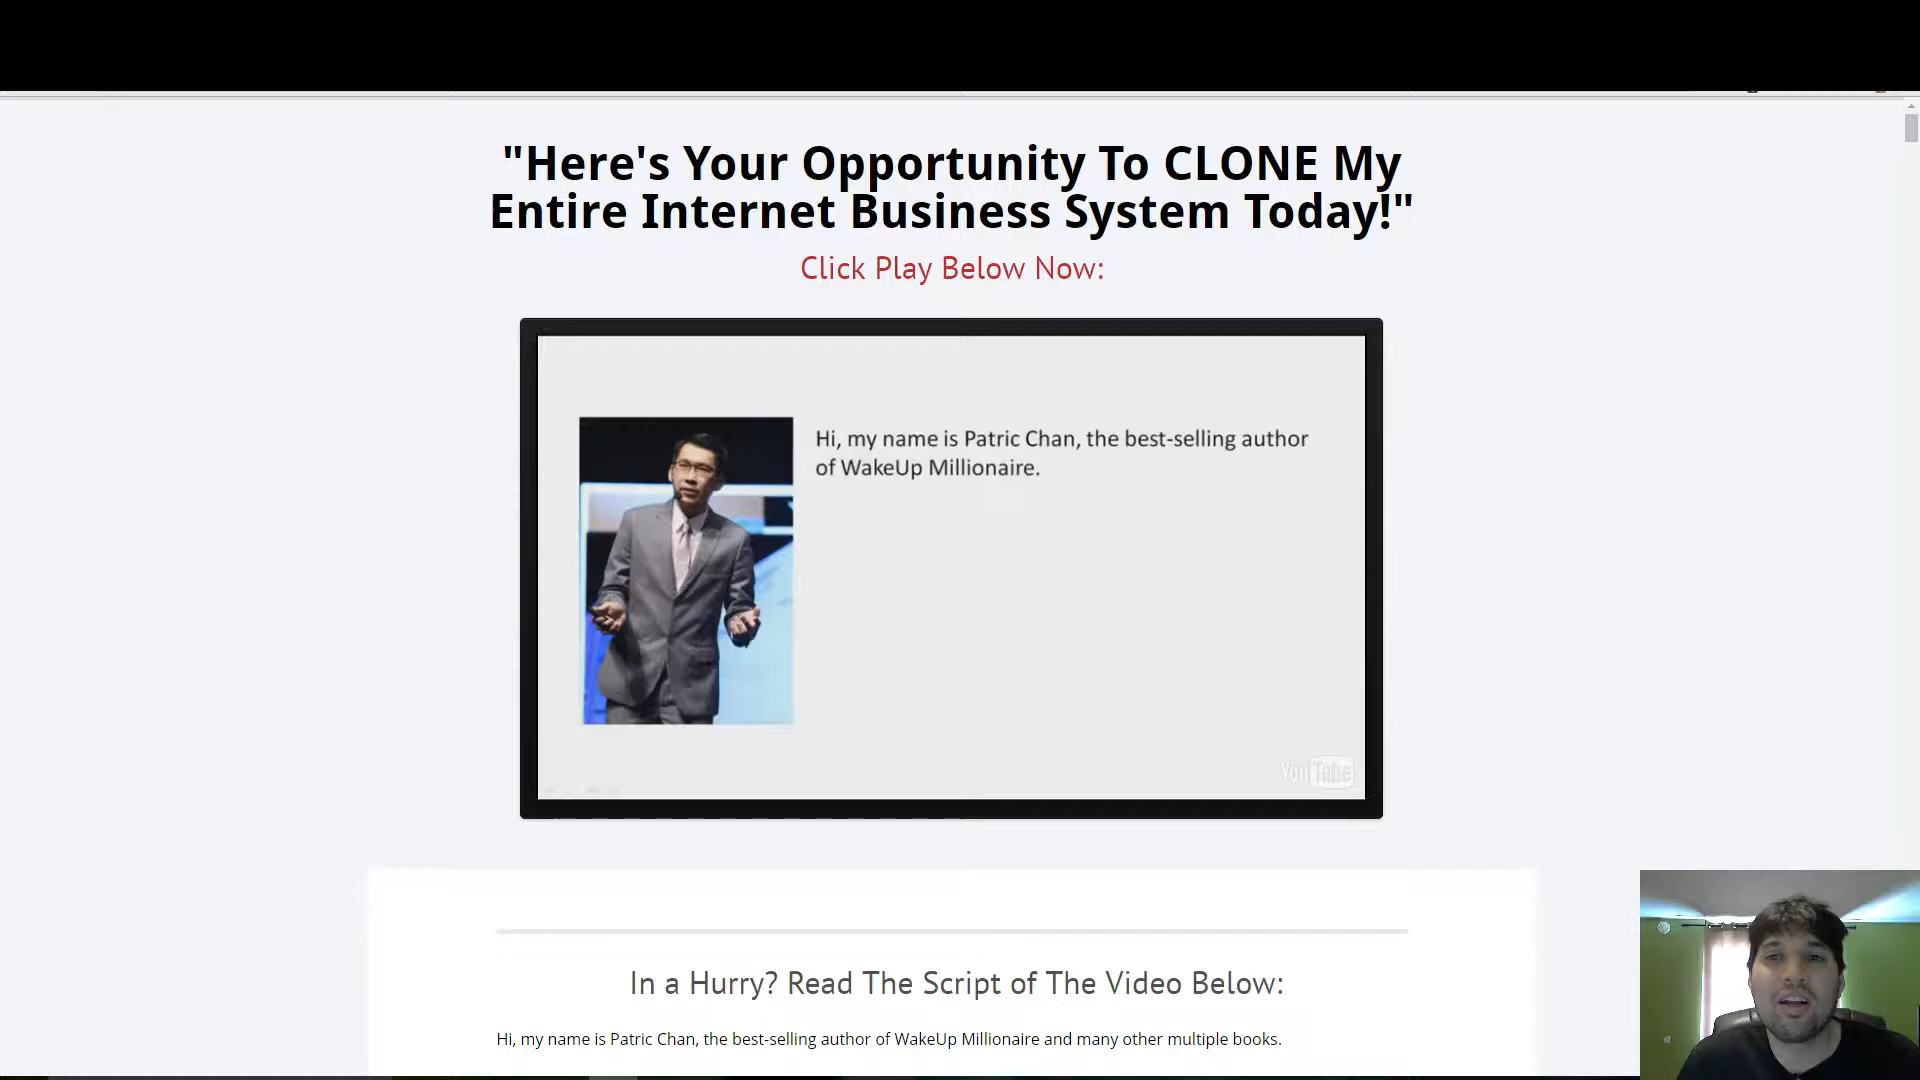 "Here's Your Opportunity To CLONE My
Entire Internet Business System Today!"
Click Play Below Now:
Hi, my name is Patric Chan, the best-selling author
of WakeUp Millionaire.
YouTube
In a Hurry? Read The Script of The Video Below:
Hi, my name is Patric Chan, the best-selling author of WakeUp Millionaire and many other multiple books.